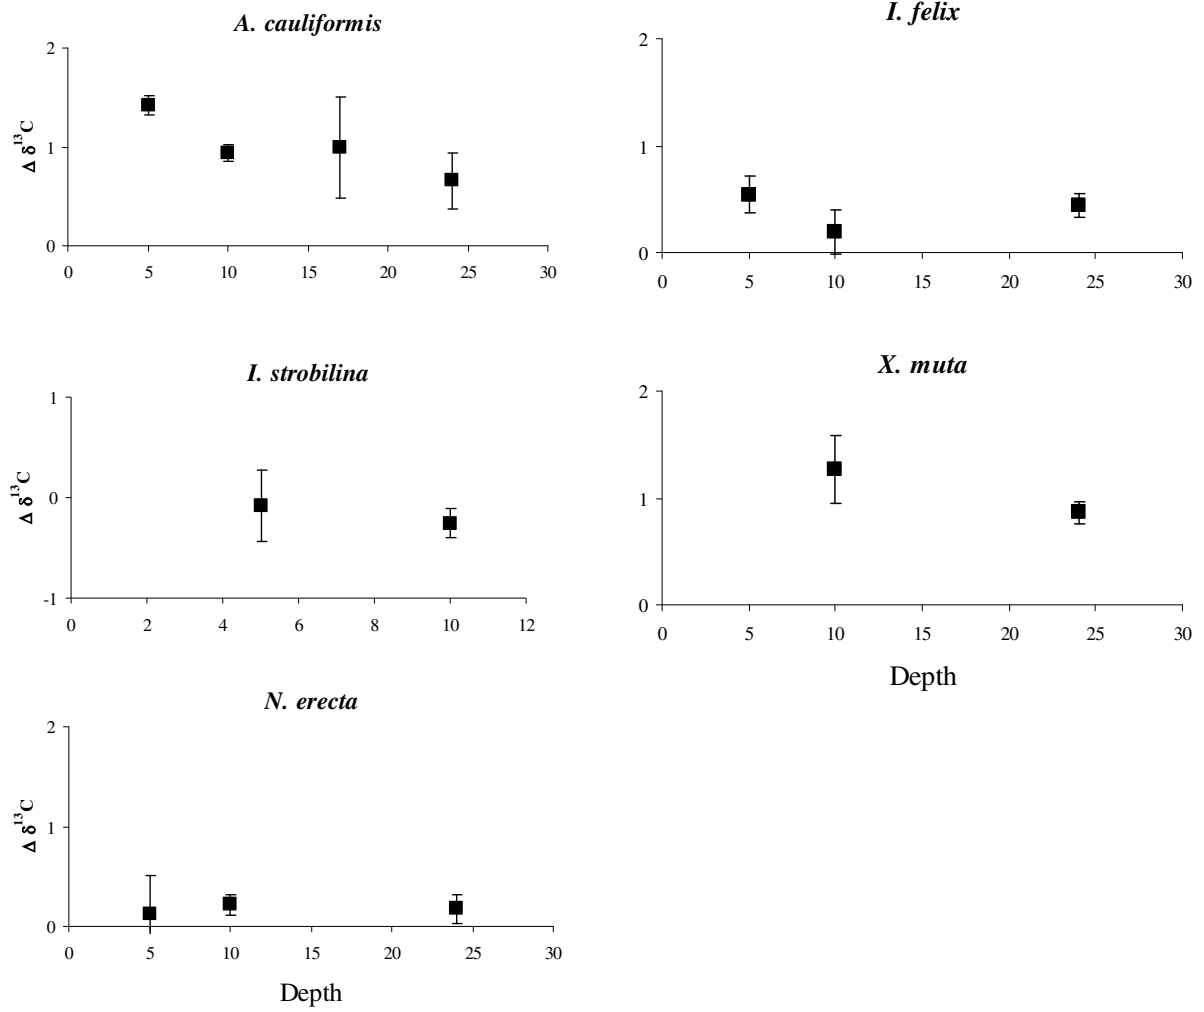 A. cauliformis
2
1
0
Δ δ¹³C
0 5 10 15 20 25 30
I. felix
2
1
0
0 5 10 15 20 25 30
I. strobilina
1
0
-1
Δ δ¹³C
0 2 4 6 8 10 12
X. muta
2
1
0
0 5 10 15 20 25 30
Depth
N. erecta
2
1
0
Δ δ¹³C
0 5 10 15 20 25 30
Depth